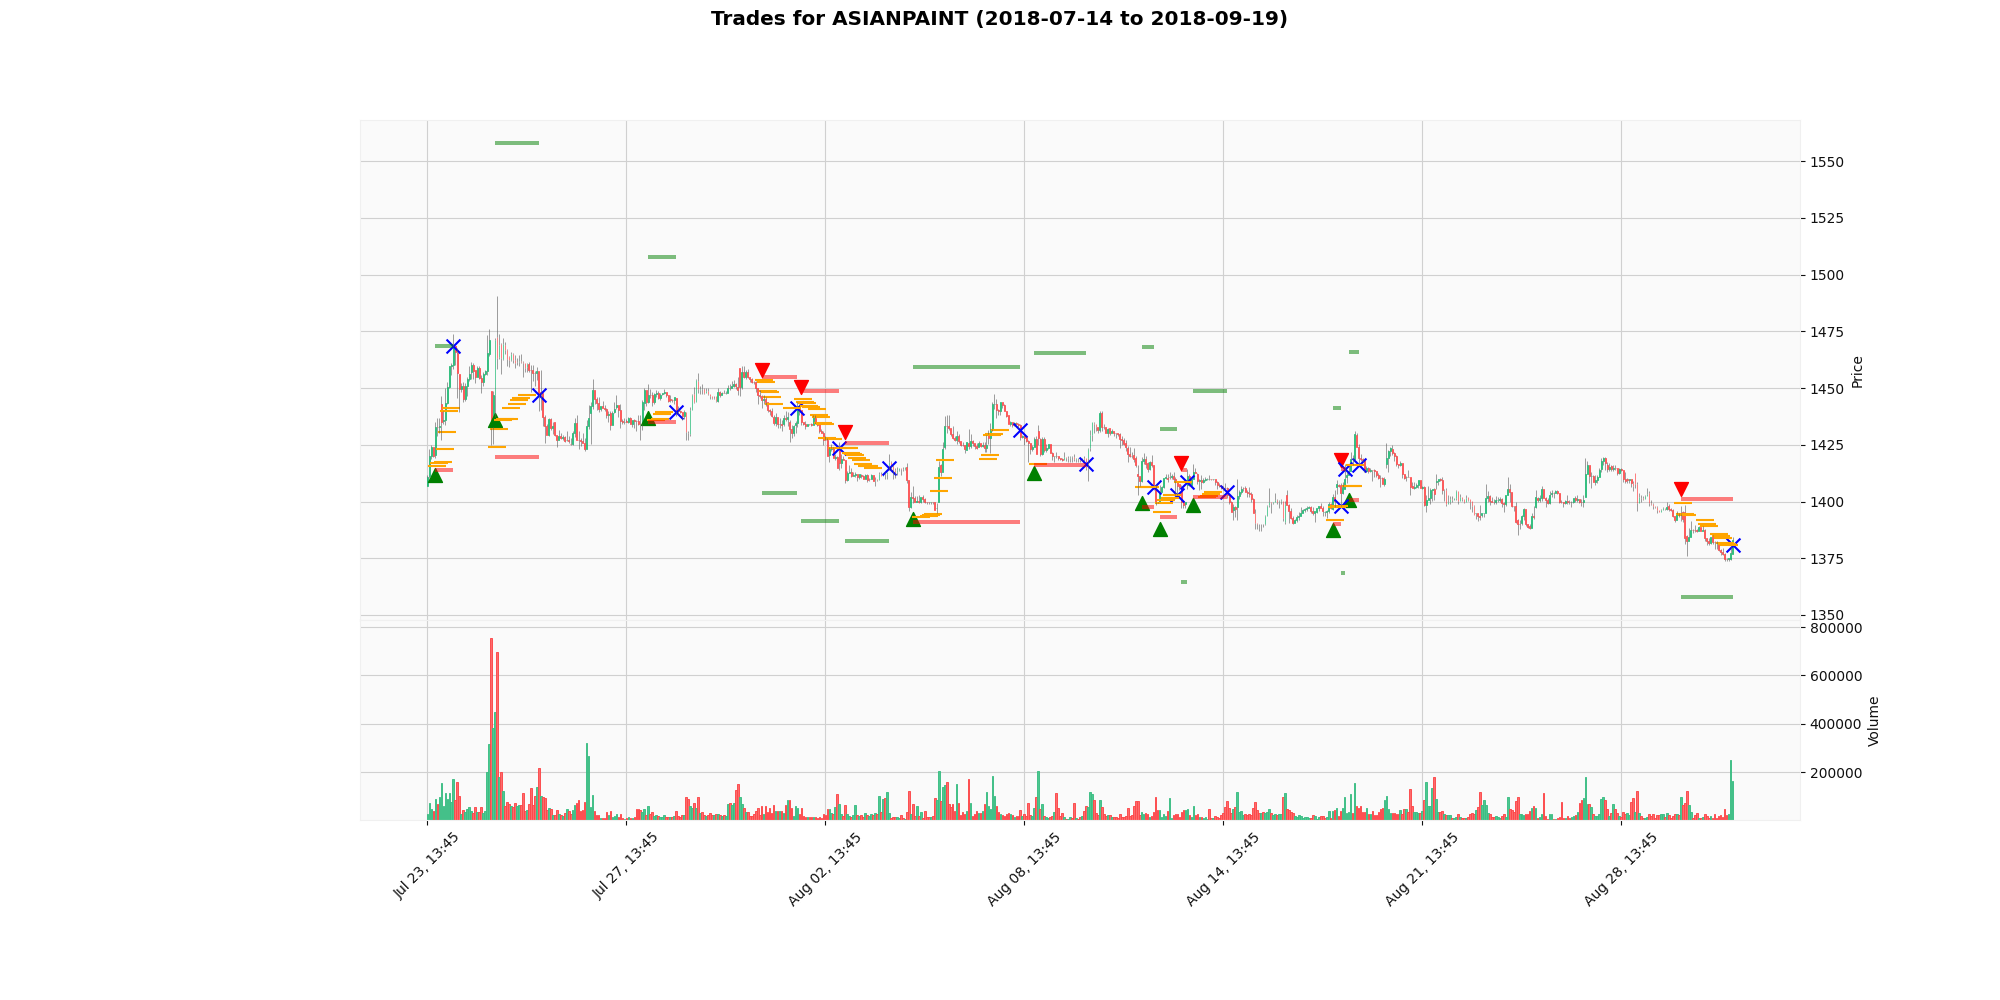 Trades for ASIANPAINT (2018-07-14 to 2018-09-19)
1550
1525
1500
1475
1450
1425
1400
1375
1350
Price
800000
600000
400000
200000
Volume
Jul 23, 13:45
Jul 27, 13:45
Aug 02, 13:45
Aug 08, 13:45
Aug 14, 13:45
Aug 21, 13:45
Aug 28, 13:45